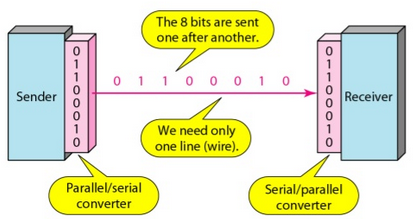 The 8 bits are sent
one after another.
Sender
0
1
1
0
0
0
1
0
0 1 1 0 0 0 1 0
0
1
1
0
0
0
1
0
Receiver
We need only
one line (wire).
Parallel/serial
converter
Serial/parallel
converter